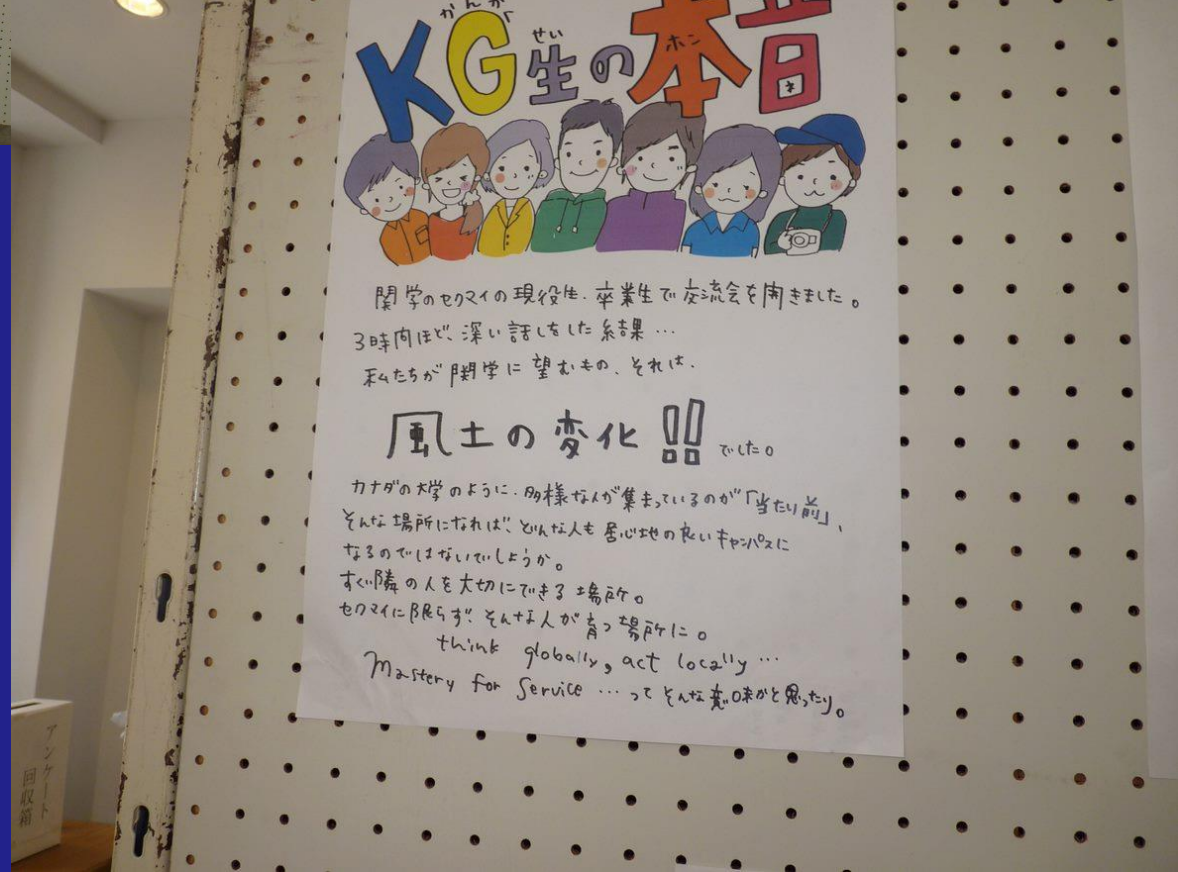 かんがく
KG生の本音
せい
ホン
ネ
関学のセクマイの現役生・卒業生で交流会を開きました。
3時間ほど、深い話しをした結果…
私たちが関学に望むもの、それは、
風土の変化!!でした。
カナダの大学のように、多様な人が集まっているのが「当たり前」、
そんな場所になれば、どんな人も居心地の良いキャンパスに
なるのではないでしょうか。
すぐ隣の人を大切にできる場所。
セクマイに限らず、そんな人が育つ場所に。
think globally, act locally…
Mastery for Service…ってそんな意味かと思ったり。
アンケート
回収箱